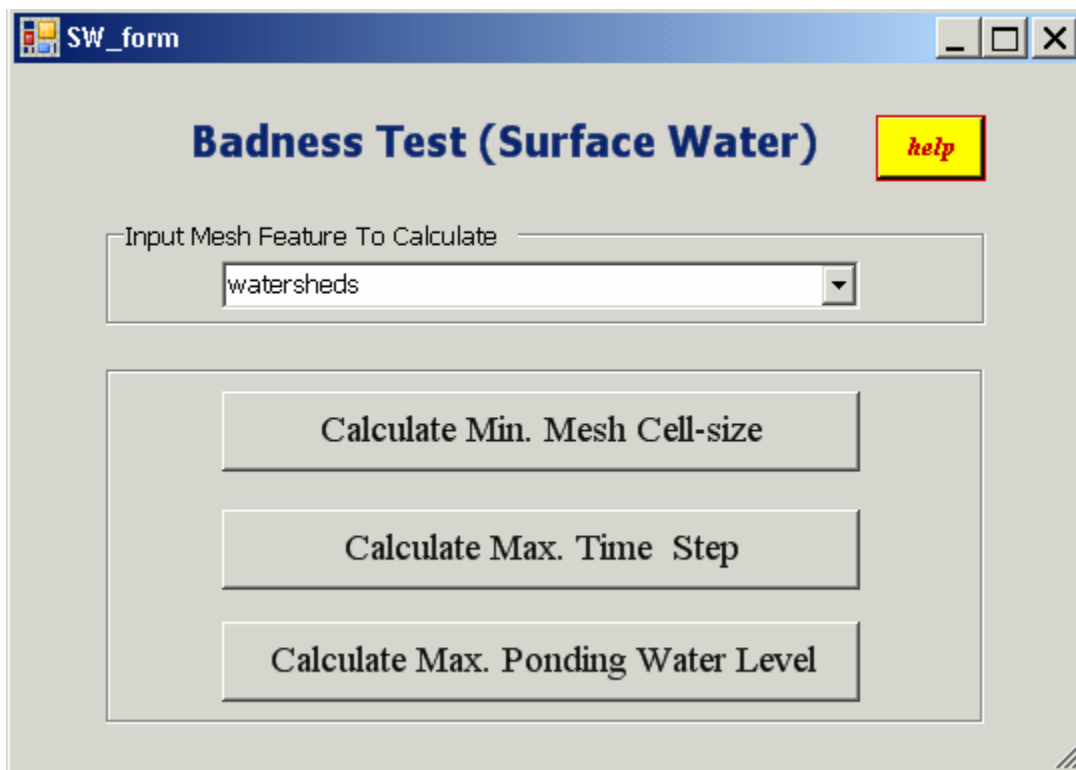 SW_form
Badness Test (Surface Water)
help
Input Mesh Feature To Calculate
watersheds
Calculate Min. Mesh Cell-size
Calculate Max. Time  Step
Calculate Max. Ponding Water Level